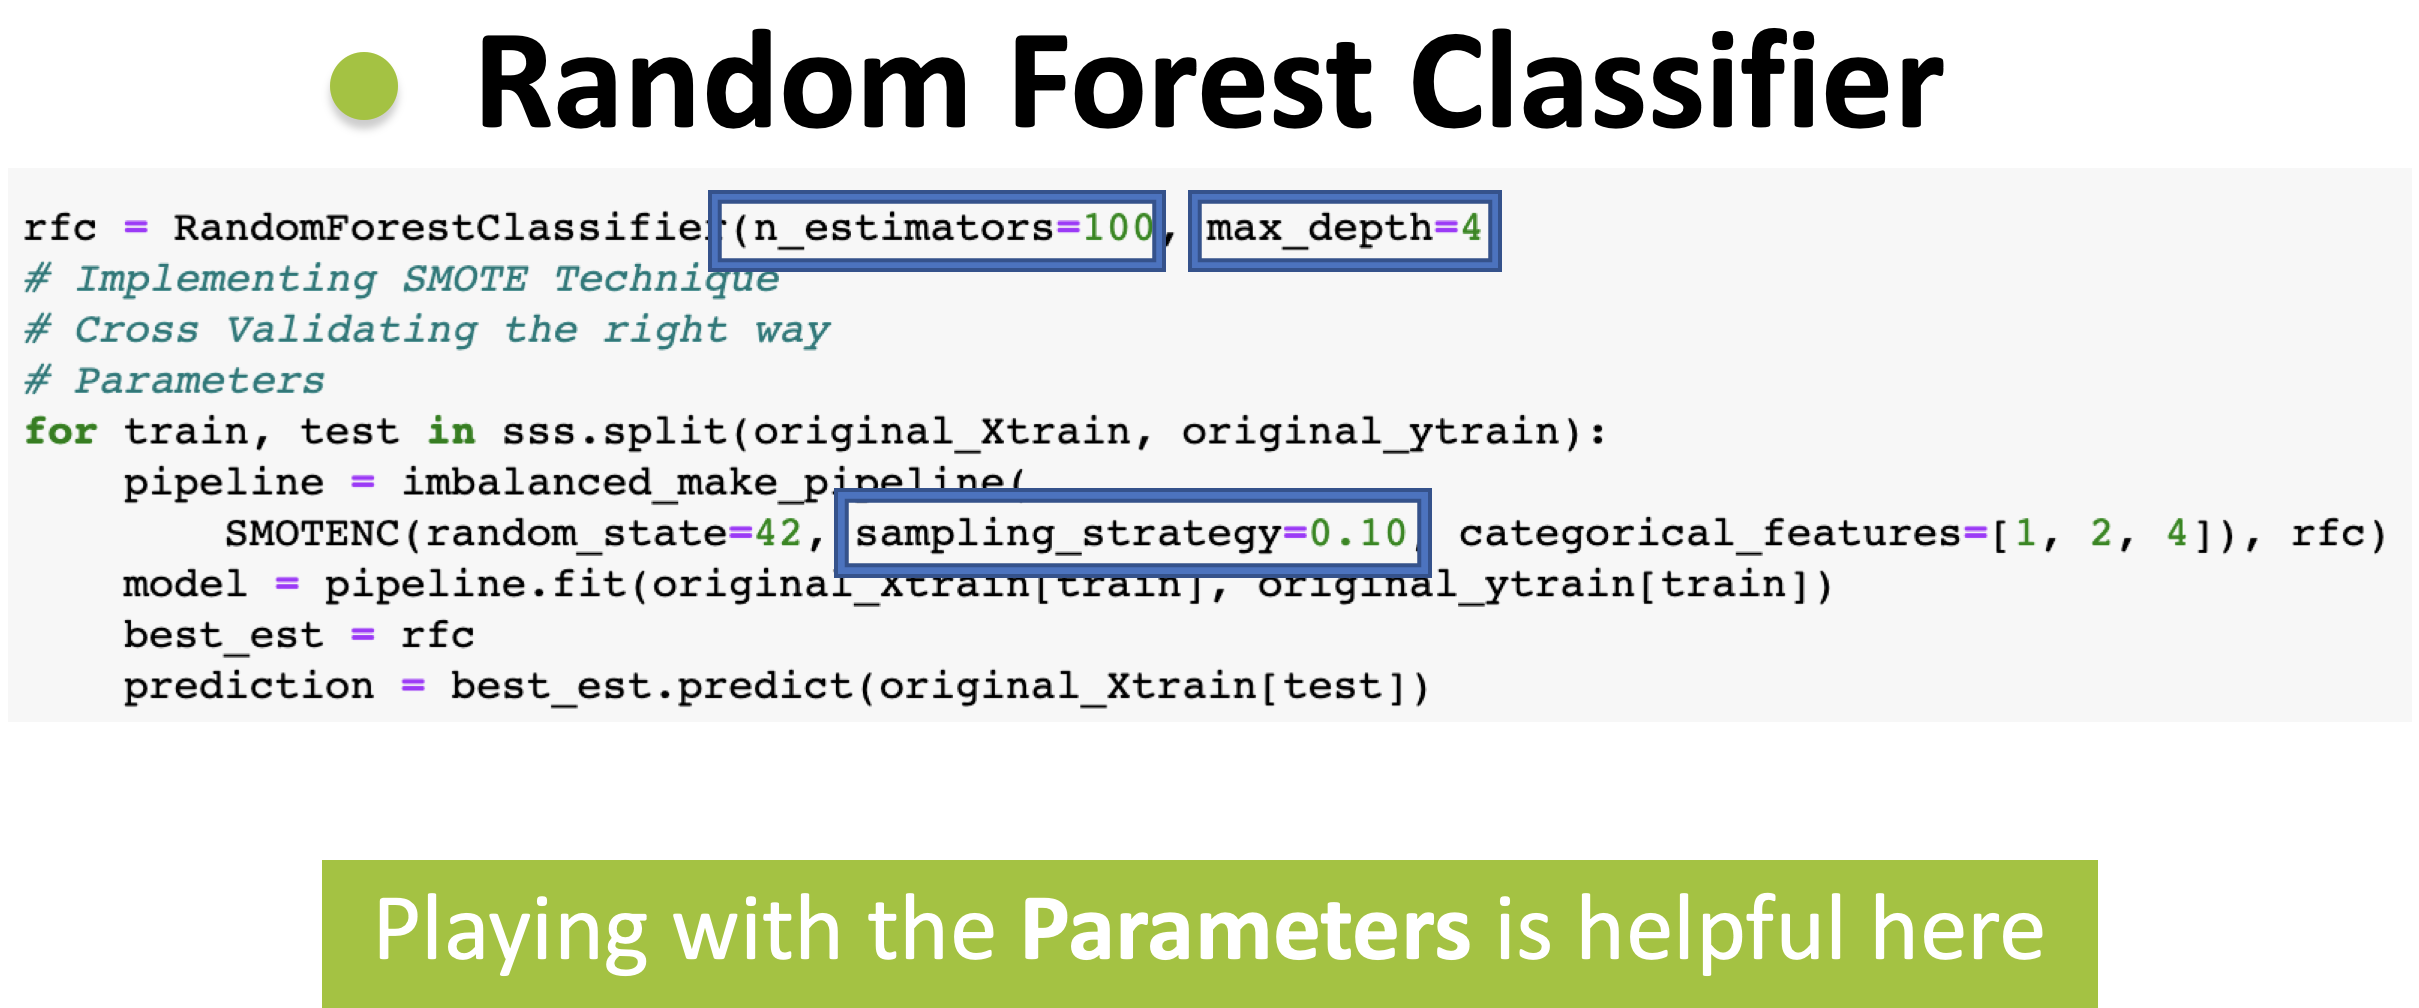 Random Forest Classifier
rfc = RandomForestClassifier(n_estimators=100, max_depth=4
# Implementing SMOTE Technique
# Cross Validating the right way
# Parameters
for train, test in sss.split(original_Xtrain, original_ytrain):
    pipeline = imbalanced_make_pipeline(
        SMOTENC(random_state=42, sampling_strategy=0.10, categorical_features=[1, 2, 4]), rfc)
    model = pipeline.fit(original_Xtrain[train], original_ytrain[train])
    best_est = rfc
    prediction = best_est.predict(original_Xtrain[test])
Playing with the Parameters is helpful here